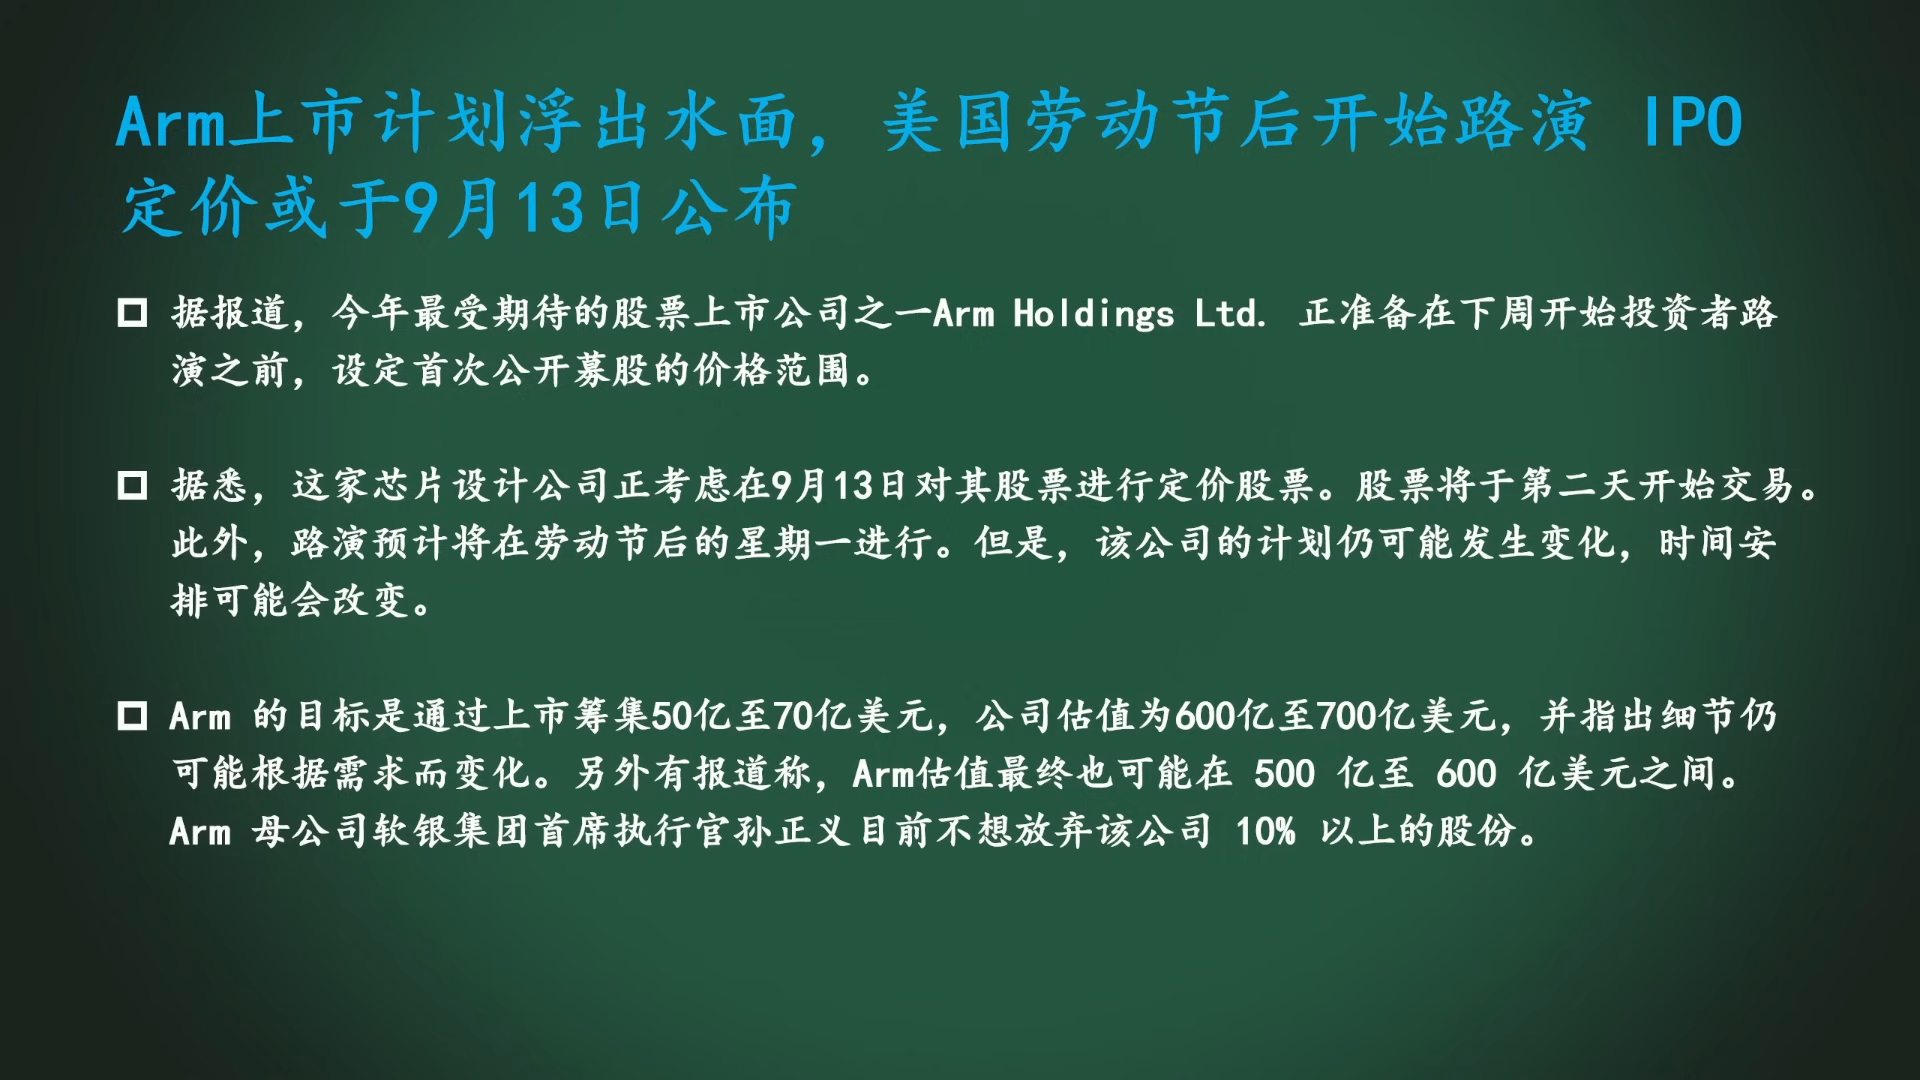 Arm上市计划浮出水面，美国劳动节后开始路演 IPO
定价或于9月13日公布
据报道，今年最受期待的股票上市公司之一Arm Holdings Ltd. 正准备在下周开始投资者路
演之前，设定首次公开募股的价格范围。
据悉，这家芯片设计公司正考虑在9月13日对其股票进行定价股票。股票将于第二天开始交易。
此外，路演预计将在劳动节后的星期一进行。但是，该公司的计划仍可能发生变化，时间安
排可能会改变。
Arm 的目标是通过上市筹集50亿至70亿美元，公司估值为600亿至700亿美元，并指出细节仍
可能根据需求而变化。另外有报道称，Arm估值最终也可能在 500 亿至 600 亿美元之间。
Arm 母公司软银集团首席执行官孙正义目前不想放弃该公司 10% 以上的股份。